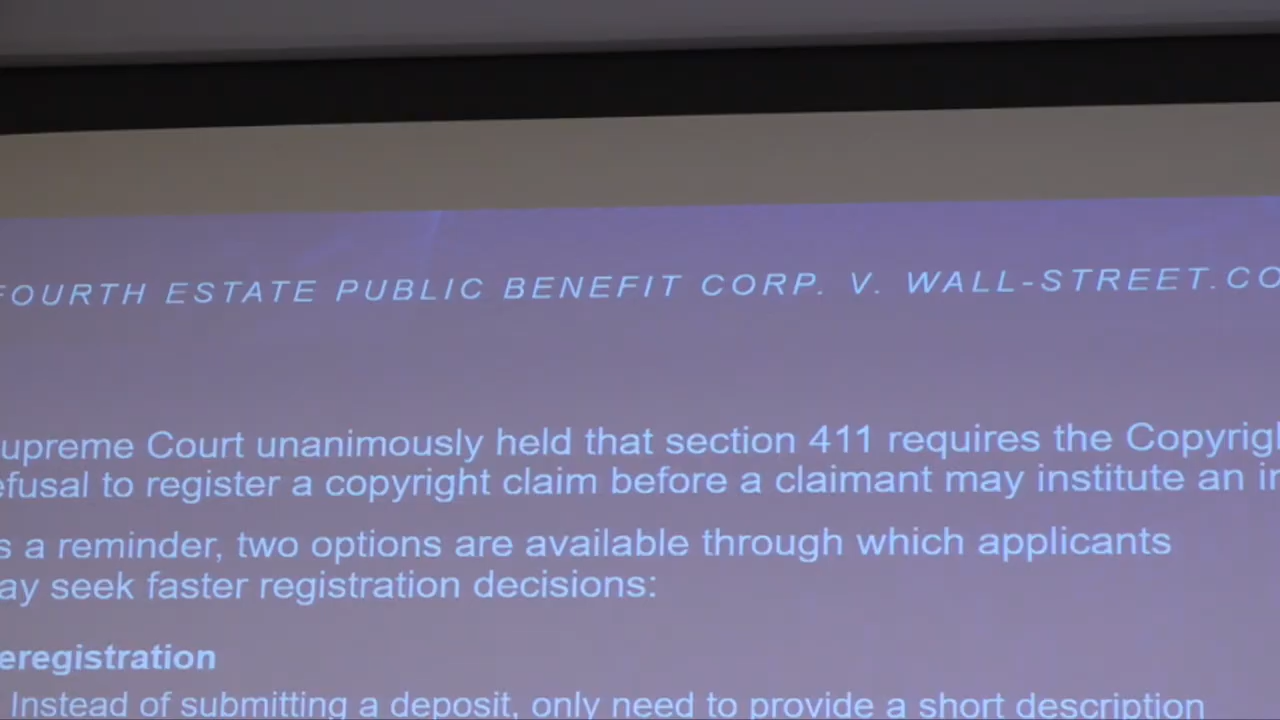 FOURTH ESTATE PUBLIC BENEFIT CORP. V. WALL-STREET.CO
upreme Court unanimously held that section 411 requires the Copyrigh
efusal to register a copyright claim before a claimant may institute an in
s a reminder, two options are available through which applicants
ay seek faster registration decisions:
eregistration
Instead of submitting a deposit, only need to provide a short description